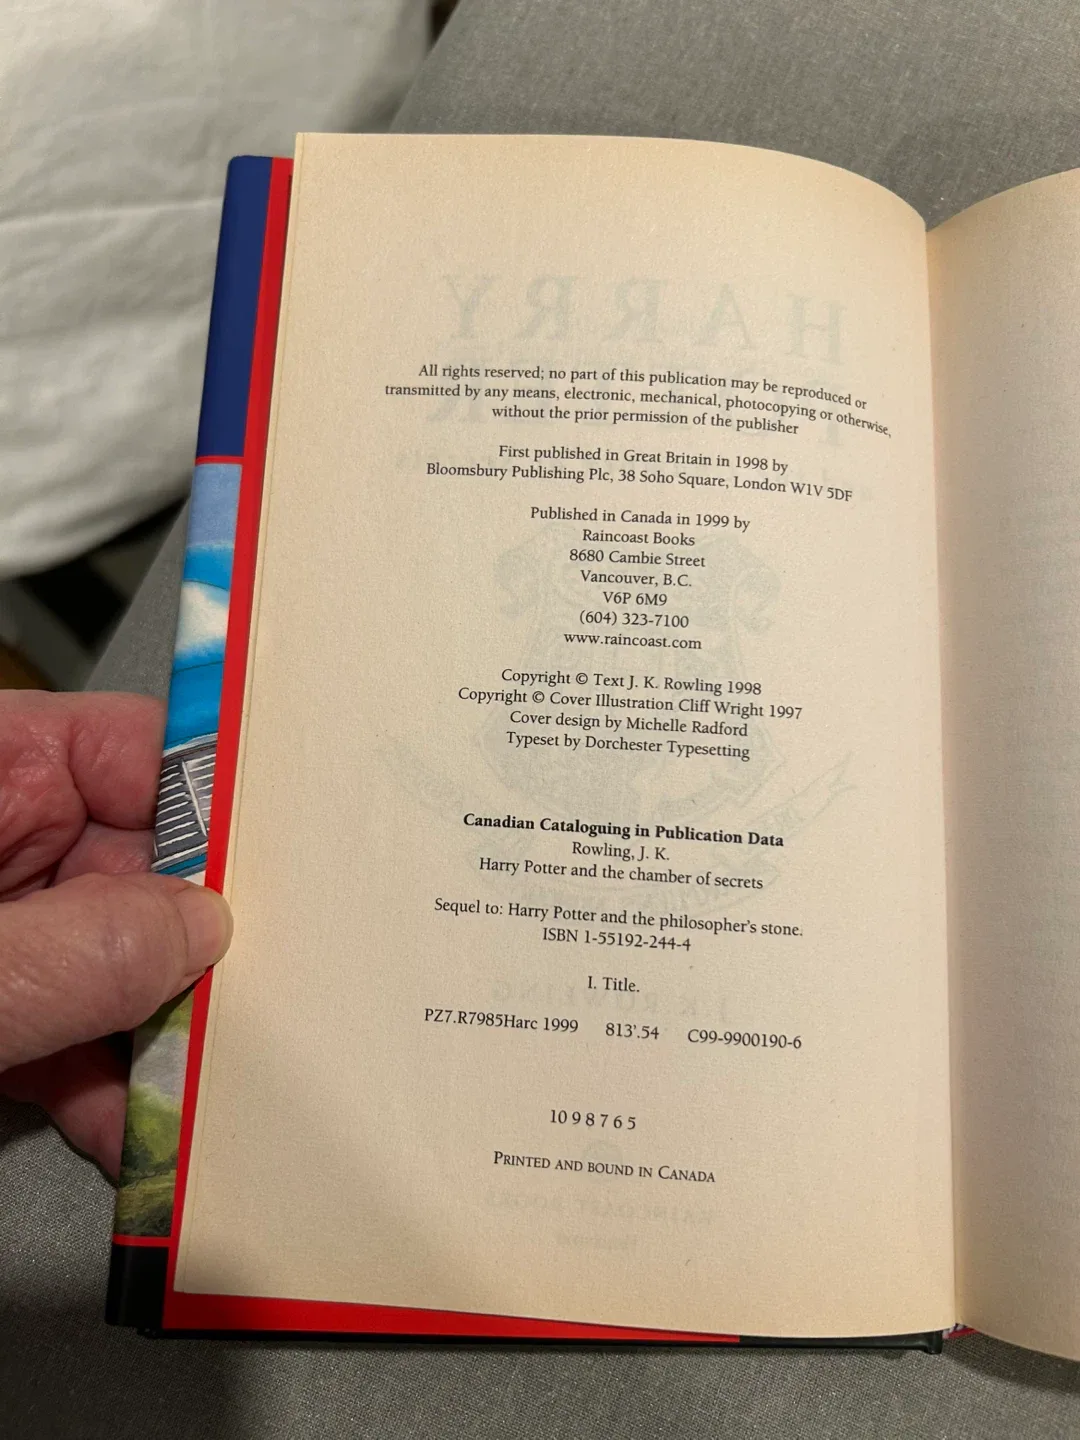 All rights reserved; no part of this publication may be reproduced or
transmitted by any means, electronic, mechanical, photocopying or otherwise,
without the prior permission of the publisher
First published in Great Britain in 1998 by
Bloomsbury Publishing Plc, 38 Soho Square, London W1V 5DF
Published in Canada in 1999 by
Raincoast Books
8680 Cambie Street
Vancouver, B.C.
V6P 6M9
(604) 323-7100
www.raincoast.com
Copyright © Text J. K. Rowling 1998
Copyright © Cover Illustration Cliff Wright 1997
Cover design by Michelle Radford
Typeset by Dorchester Typesetting
Canadian Cataloguing in Publication Data
Rowling, J. K.
Harry Potter and the chamber of secrets
Sequel to: Harry Potter and the philosopher's stone.
ISBN 1-55192-244-4
I. Title.
PZ7.R7985Harc 1999 813'.54 C99-9900190-6
10 9 8 7 6 5
PRINTED AND BOUND IN CANADA